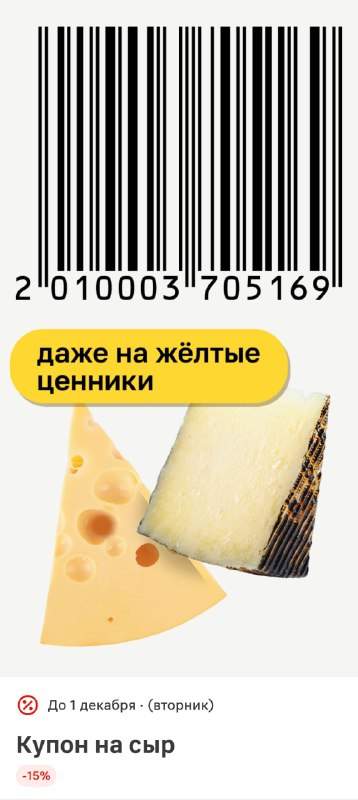 2 010003 705169
даже на жёлтые
ценники
До 1 декабря · (вторник)
Купон на сыр
-15%